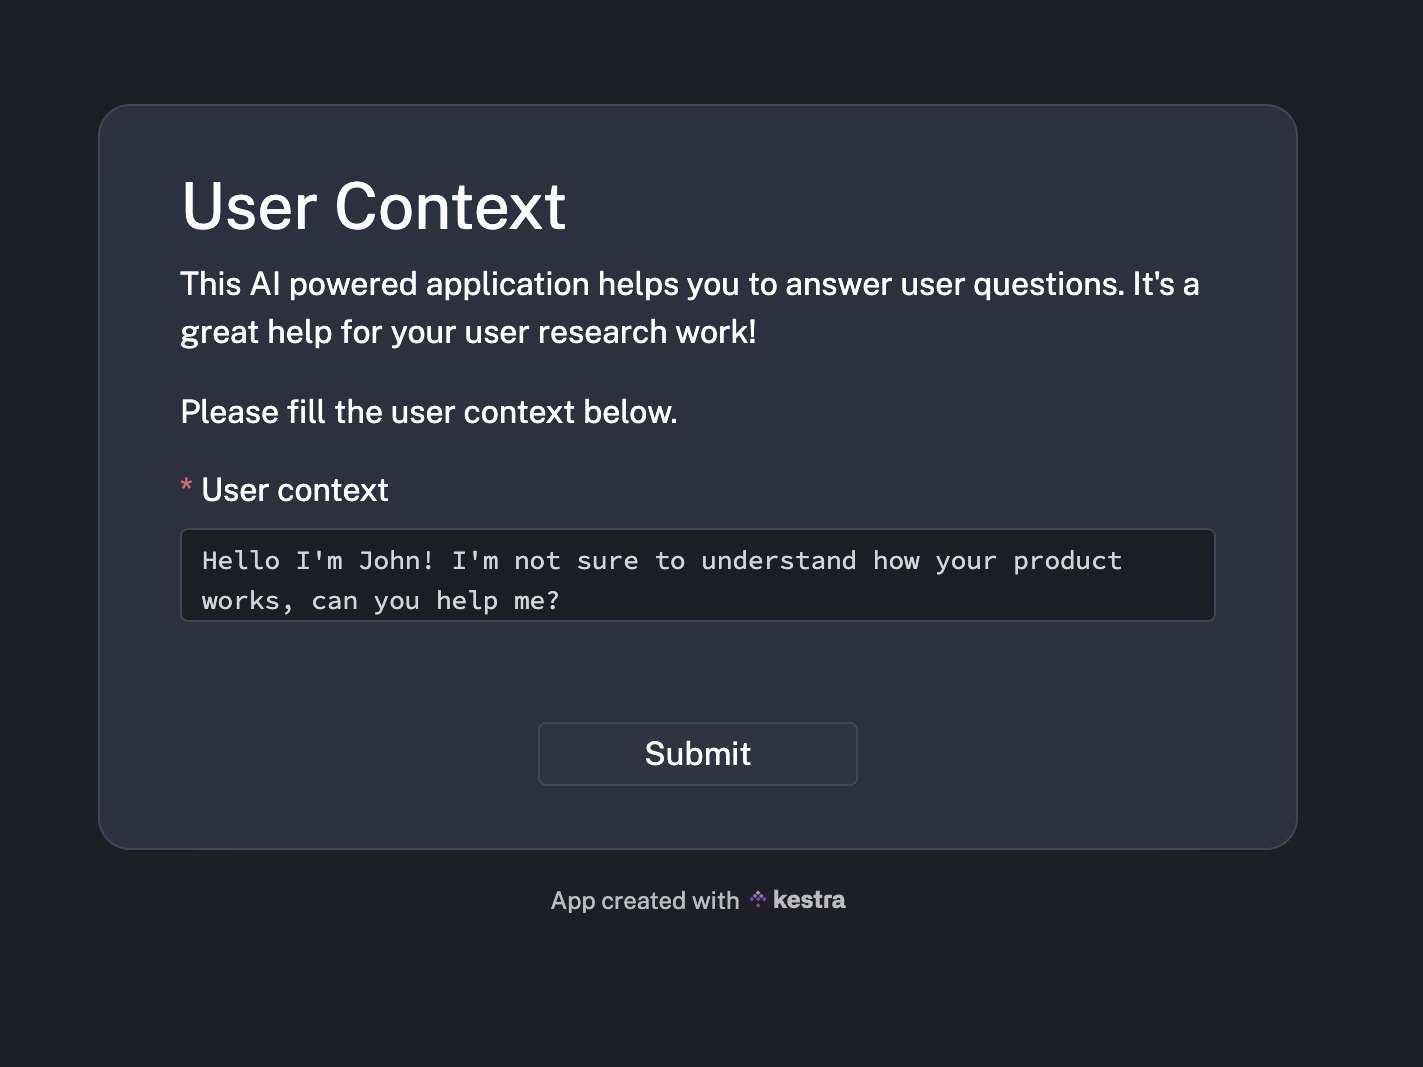 User Context
This AI powered application helps you to answer user questions. It's a
great help for your user research work!
Please fill the user context below.
* User context
Hello I'm John! I'm not sure to understand how your product
works, can you help me?
Submit
App created with kestra